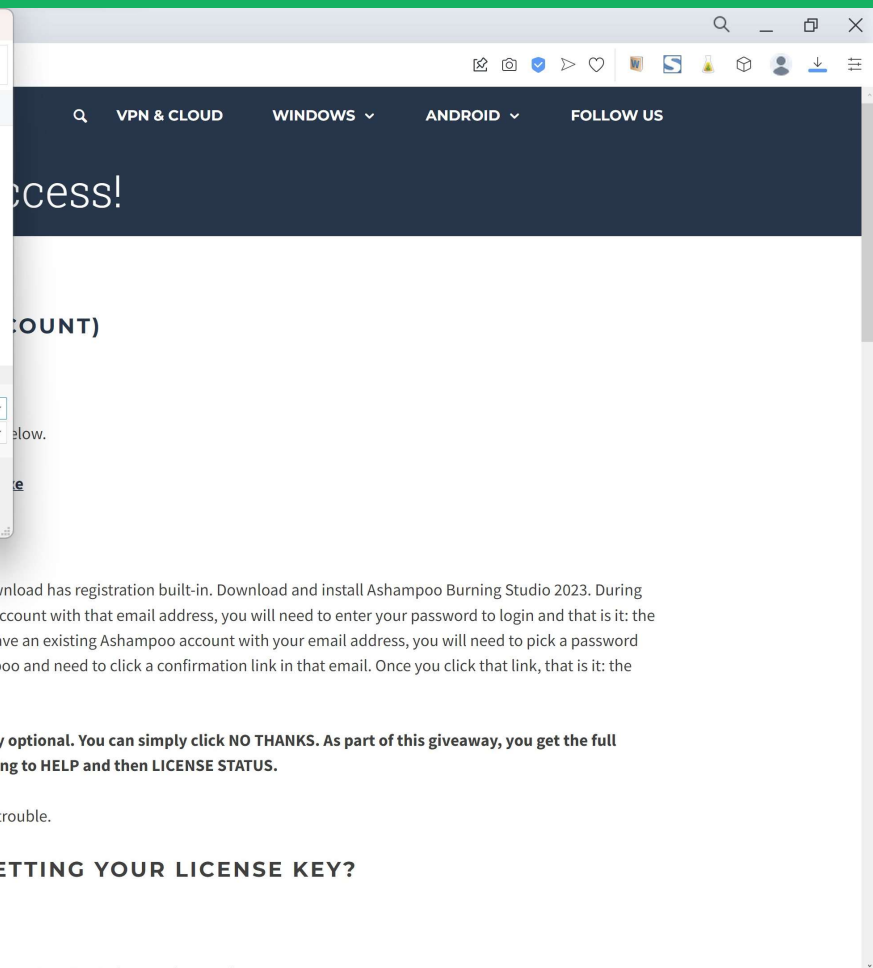 VPN & CLOUD WINDOWS ANDROID FOLLOW US
ccess!
COUNT)
elow.
xe
wnload has registration built-in. Download and install Ashampoo Burning Studio 2023. During
ccount with that email address, you will need to enter your password to login and that is it: the
ave an existing Ashampoo account with your email address, you will need to pick a password
poo and need to click a confirmation link in that email. Once you click that link, that is it: the
y optional. You can simply click NO THANKS. As part of this giveaway, you get the full
ng to HELP and then LICENSE STATUS.
trouble.
ETTING YOUR LICENSE KEY?